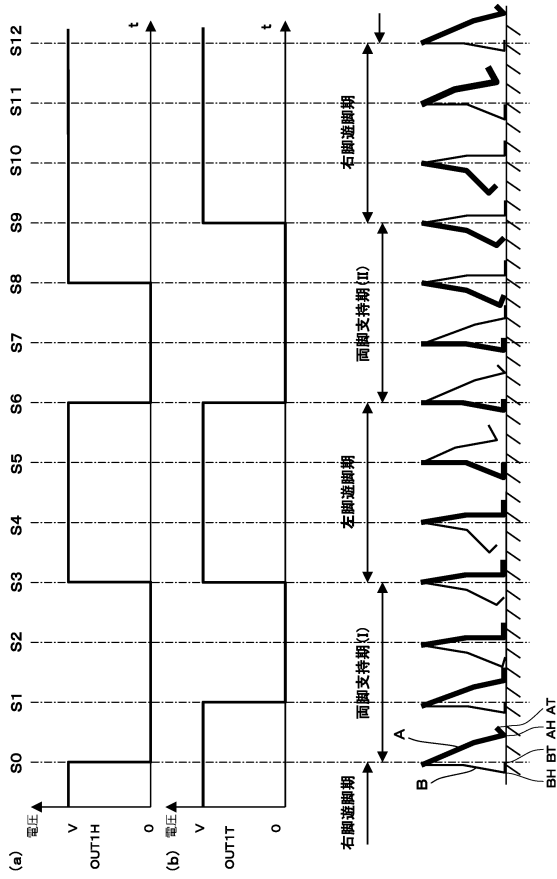 S0 S1 S2 S3 S4 S5 S6 S7 S8 S9 S10 S11 S12
(a)
電圧
V
OUT1H
0
t
(b)
電圧
V
OUT1T
0
t
右脚遊脚期 両脚支持期(I) 左脚遊脚期 両脚支持期(II) 右脚遊脚期
B A
BH BT AH AT